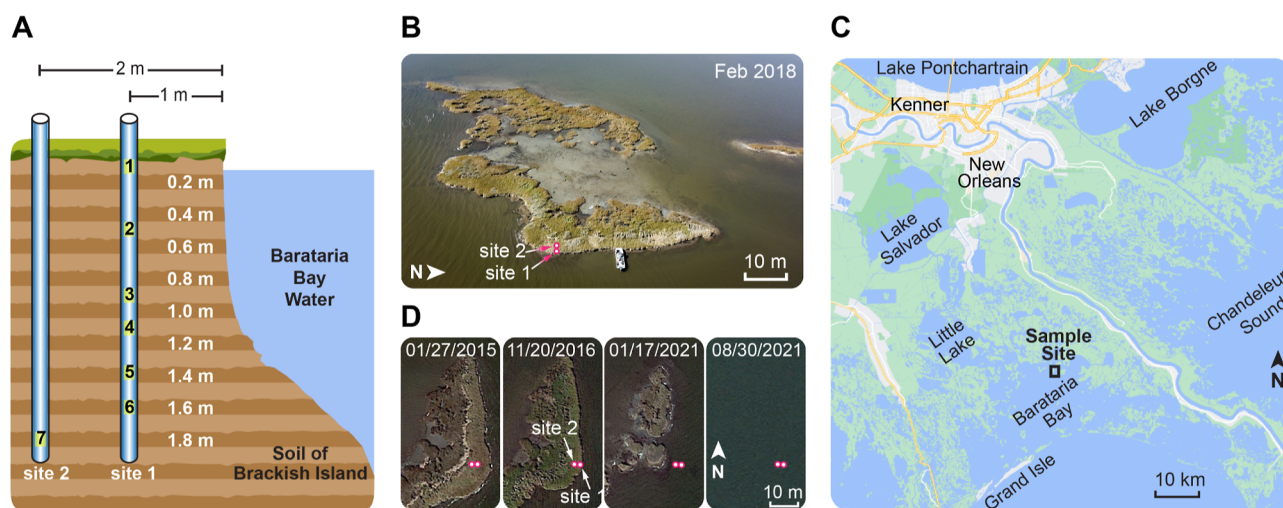 A
2 m
1 m
1
2
3
4
5
6
7
0.2 m
0.4 m
0.6 m
0.8 m
1.0 m
1.2 m
1.4 m
1.6 m
1.8 m
Barataria
Bay
Water
Soil of
Brackish Island
site 2
site 1
B
Feb 2018
site 2
site 1
N
10 m
D
01/27/2015
11/20/2016
01/17/2021
08/30/2021
site 2
site 1
N
10 m
C
Lake Pontchartrain
Kenner
Lake Borgne
New
Orleans
Lake
Salvador
Little
Lake
Sample
Site
Barataria
Bay
Grand Isle
Chandeleur
Sound
N
10 km